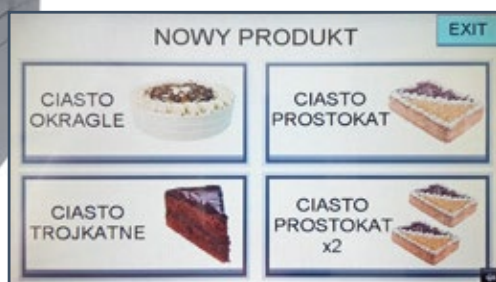 NOWY PRODUKT
EXIT
CIASTO
OKRAGLE
CIASTO
PROSTOKAT
CIASTO
TROJKATNE
CIASTO
PROSTOKAT
x2